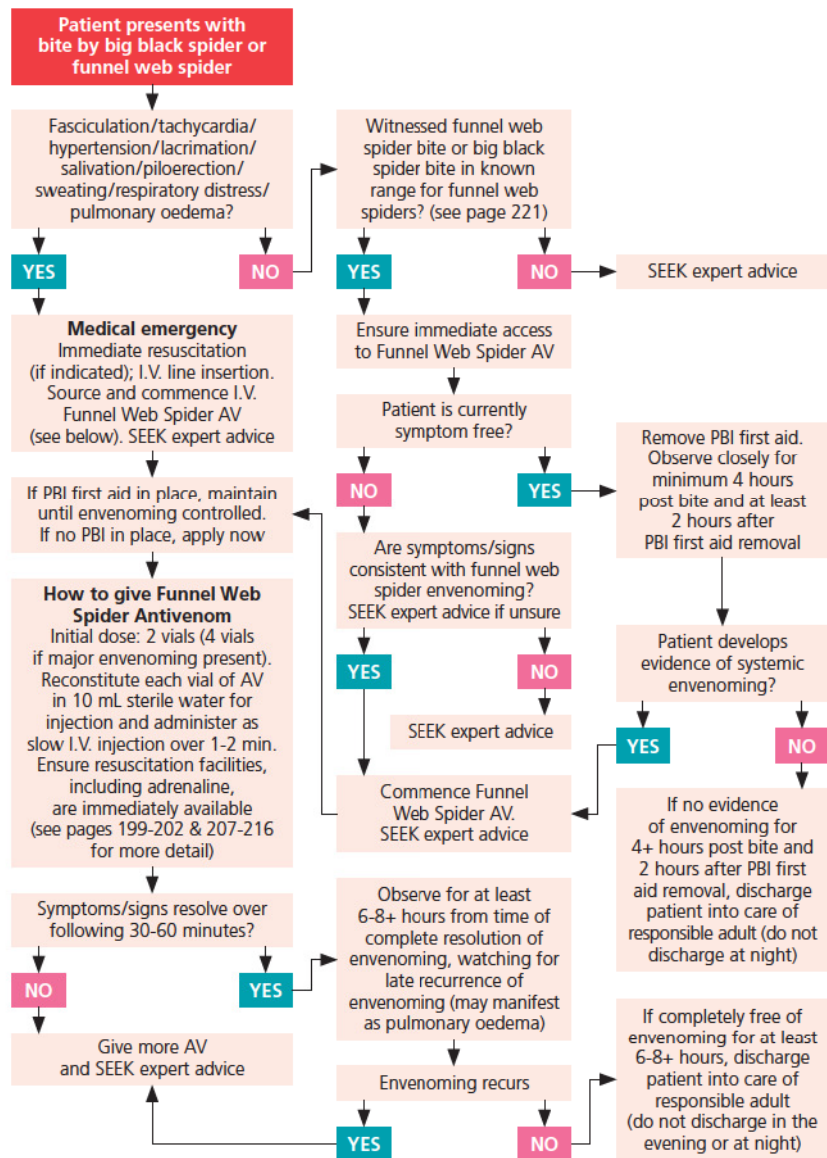 Patient presents with
bite by big black spider or
funnel web spider
Fasciculation/tachycardia/
hypertension/lacrimation/
salivation/piloerection/
sweating/respiratory distress/
pulmonary oedema?
YES
NO
Witnessed funnel web
spider bite or big black
spider bite in known
range for funnel web
spiders? (see page 221)
YES
NO
SEEK expert advice
Medical emergency
Immediate resuscitation
(if indicated); I.V. line insertion.
Source and commence I.V.
Funnel Web Spider AV
(see below). SEEK expert advice
Ensure immediate access
to Funnel Web Spider AV
Patient is currently
symptom free?
NO
YES
Remove PBI first aid.
Observe closely for
minimum 4 hours
post bite and at least
2 hours after
PBI first aid removal
If PBI first aid in place, maintain
until envenoming controlled.
If no PBI in place, apply now
Are symptoms/signs
consistent with funnel web
spider envenoming?
SEEK expert advice if unsure
YES
NO
SEEK expert advice
Patient develops
evidence of systemic
envenoming?
YES
NO
How to give Funnel Web
Spider Antivenom
Initial dose: 2 vials (4 vials
if major envenoming present).
Reconstitute each vial of AV
in 10 mL sterile water for
injection and administer as
slow I.V. injection over 1-2 min.
Ensure resuscitation facilities,
including adrenaline,
are immediately available
(see pages 199-202 & 207-216
for more detail)
Commence Funnel
Web Spider AV.
SEEK expert advice
If no evidence
of envenoming for
4+ hours post bite and
2 hours after PBI first
aid removal, discharge
patient into care of
responsible adult (do not
discharge at night)
Symptoms/signs resolve over
following 30-60 minutes?
NO
YES
Observe for at least
6-8+ hours from time of
complete resolution of
envenoming, watching for
late recurrence of
envenoming (may manifest
as pulmonary oedema)
Give more AV
and SEEK expert advice
Envenoming recurs
YES
NO
If completely free of
envenoming for at least
6-8+ hours, discharge
patient into care of
responsible adult
(do not discharge in the
evening or at night)